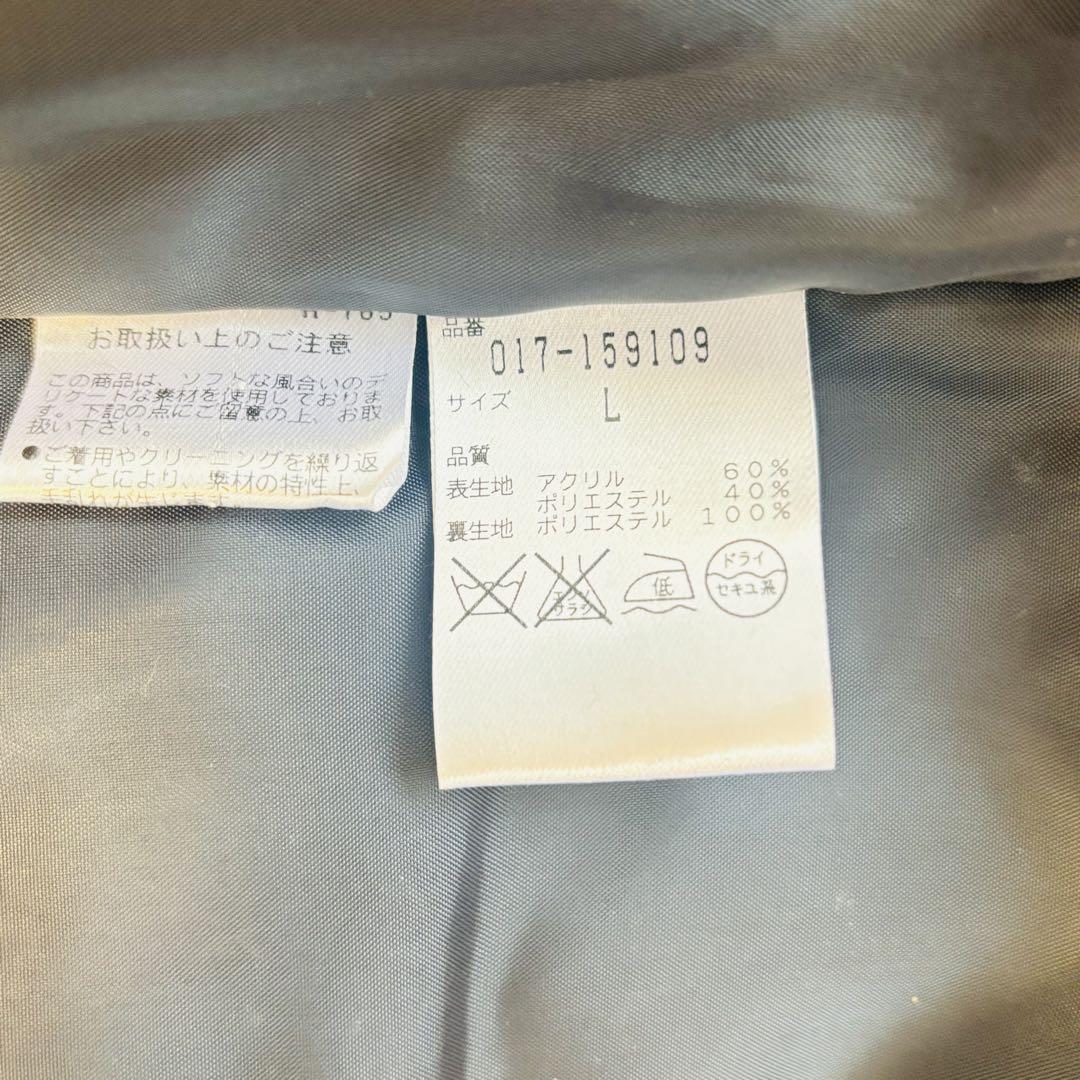 お取扱い上のご注意
この商品は、ソフトな風合いのデ
リケートな素材を使用しておりま
す。下記の点にご留意の上、お取
扱い下さい。
●ご着用やクリーニングを繰り返
すことにより、素材の特性上、
品番
017-159109
サイズ L
品質
表生地 アクリル 60%
ポリエステル 40%
裏生地 ポリエステル 100%
エンソ
サラシ
低
ドライ
セキユ系